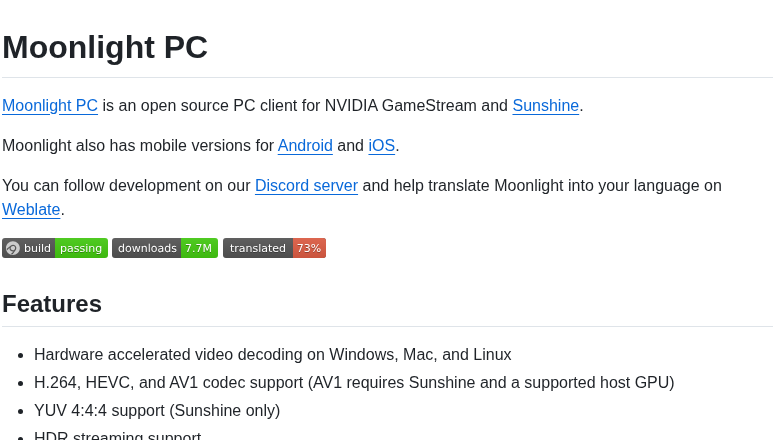 Moonlight PC
Moonlight PC is an open source PC client for NVIDIA GameStream and Sunshine.
Moonlight also has mobile versions for Android and iOS.
You can follow development on our Discord server and help translate Moonlight into your language on
Weblate.
build passing downloads 7.7M translated 73%
Features
Hardware accelerated video decoding on Windows, Mac, and Linux
H.264, HEVC, and AV1 codec support (AV1 requires Sunshine and a supported host GPU)
YUV 4:4:4 support (Sunshine only)
HDR streaming support